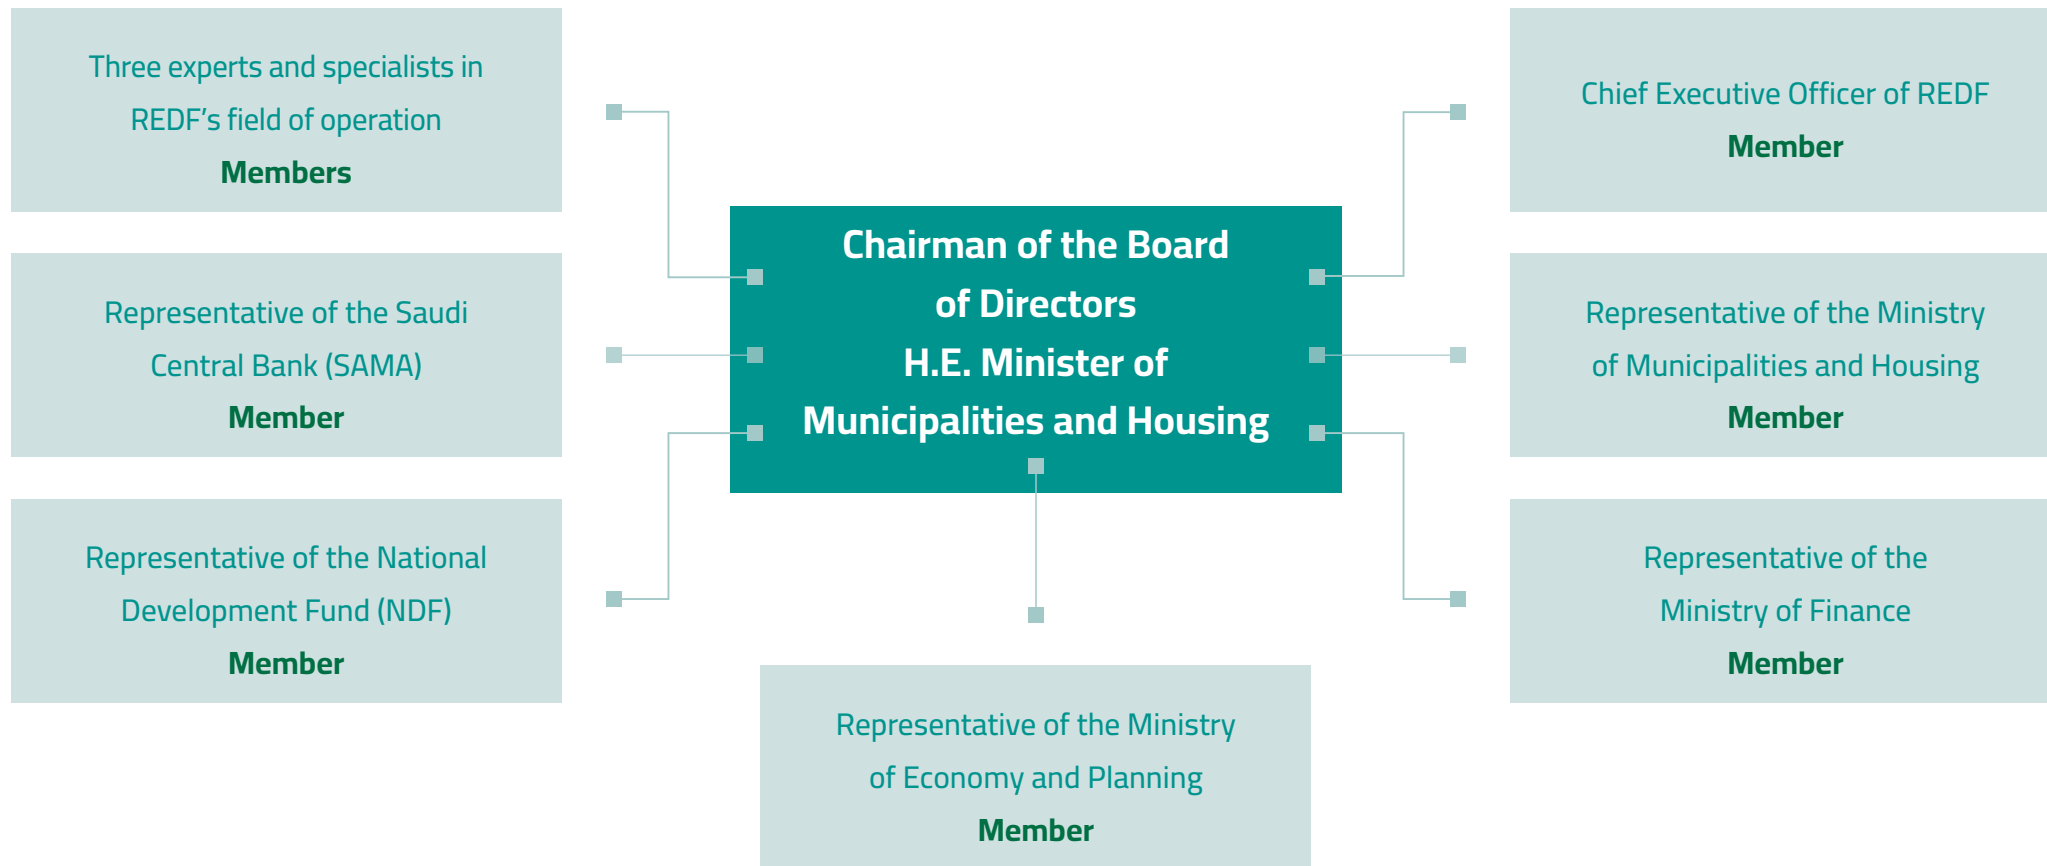 Three experts and specialists in
REDF’s field of operation
Members
Representative of the Saudi
Central Bank (SAMA)
Member
Representative of the National
Development Fund (NDF)
Member
Chairman of the Board
of Directors
H.E. Minister of
Municipalities and Housing
Representative of the Ministry
of Economy and Planning
Member
Chief Executive Officer of REDF
Member
Representative of the Ministry
of Municipalities and Housing
Member
Representative of the
Ministry of Finance
Member